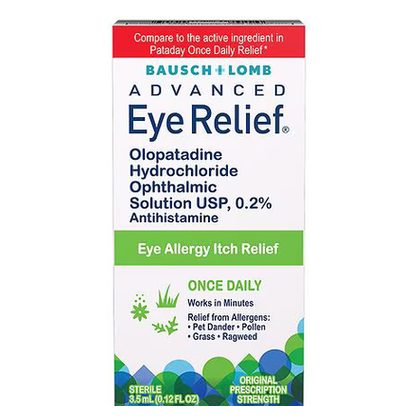 Compare to the active ingredient in
Pataday Once Daily Relief*
BAUSCH + LOMB
ADVANCED
Eye Relief®
Olopatadine
Hydrochloride
Ophthalmic
Solution USP, 0.2%
Antihistamine
Eye Allergy Itch Relief
ONCE DAILY
Works in Minutes
Relief from Allergens:
• Pet Dander • Pollen
• Grass • Ragweed
STERILE
3.5 mL (0.12 FL OZ)
ORIGINAL
PRESCRIPTION
STRENGTH